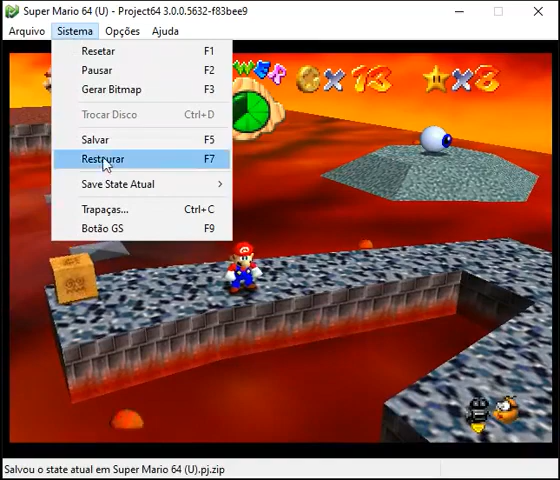 Super Mario 64 (U) - Project64 3.0.0.5632-f83bee9
Arquivo Sistema Opções Ajuda
Resetar F1
Pausar F2
Gerar Bitmap F3
Trocar Disco Ctrl+D
Salvar F5
Restaurar F7
Save State Atual
Trapaças... Ctrl+C
Botão GS F9
WER
×13 ×8
Salvou o state atual em Super Mario 64 (U).pj.zip